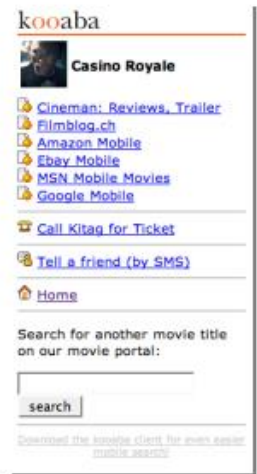 kooaba
Casino Royale
Cineman: Reviews, Trailer
Filmblog.ch
Amazon Mobile
Ebay Mobile
MSN Mobile Movies
Google Mobile
Call Kitag for Ticket
Tell a friend (by SMS)
Home
Search for another movie title
on our movie portal:
search
Download the kooaba client for even easier
mobile search!